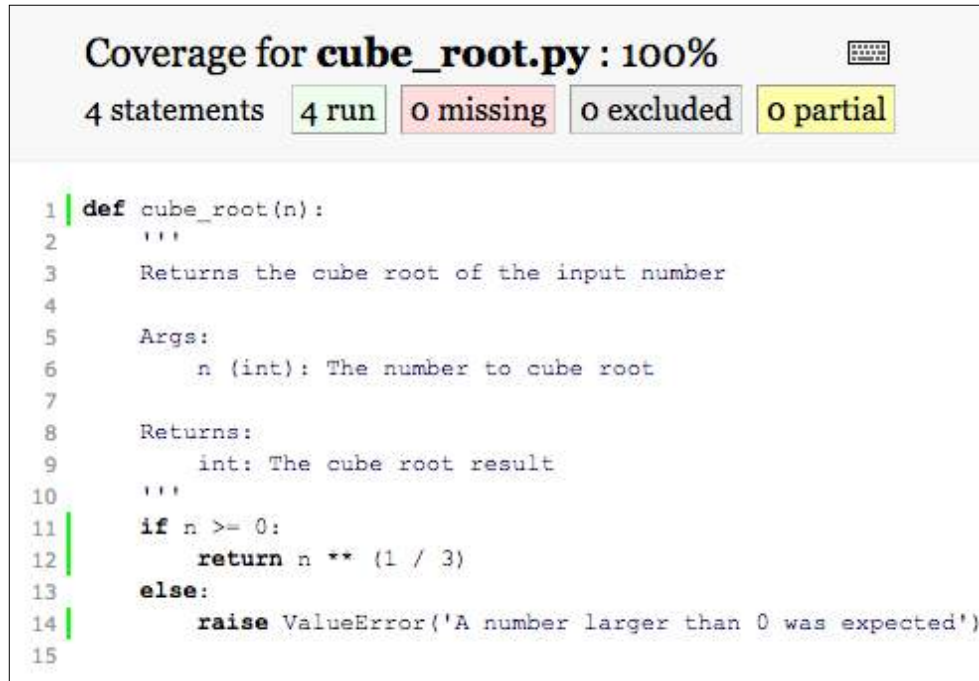 Coverage for cube_root.py : 100%
4 statements 4 run 0 missing 0 excluded 0 partial
1 def cube_root(n):
2     '''
3     Returns the cube root of the input number
4
5     Args:
6         n (int): The number to cube root
7
8     Returns:
9         int: The cube root result
10     '''
11     if n >= 0:
12         return n ** (1 / 3)
13     else:
14         raise ValueError('A number larger than 0 was expected')
15